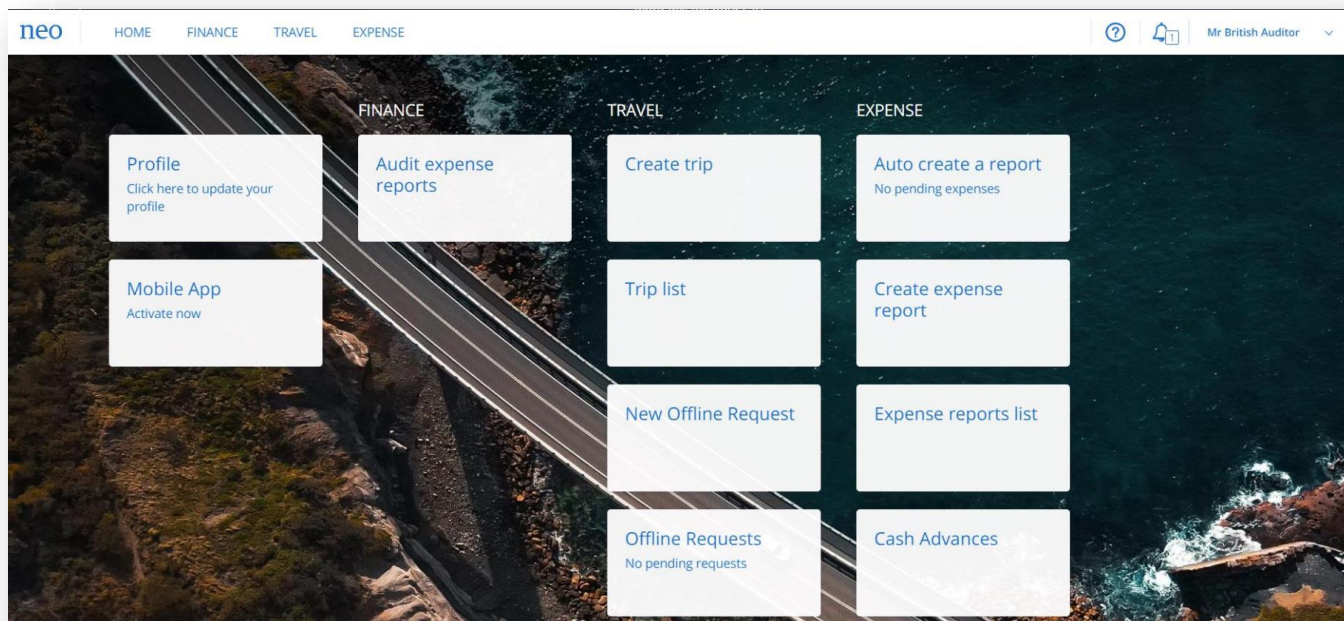 neo
HOME
FINANCE
TRAVEL
EXPENSE
1
Mr British Auditor
Profile
Click here to update your
profile
Mobile App
Activate now
FINANCE
Audit expense
reports
TRAVEL
Create trip
Trip list
New Offline Request
Offline Requests
No pending requests
EXPENSE
Auto create a report
No pending expenses
Create expense
report
Expense reports list
Cash Advances